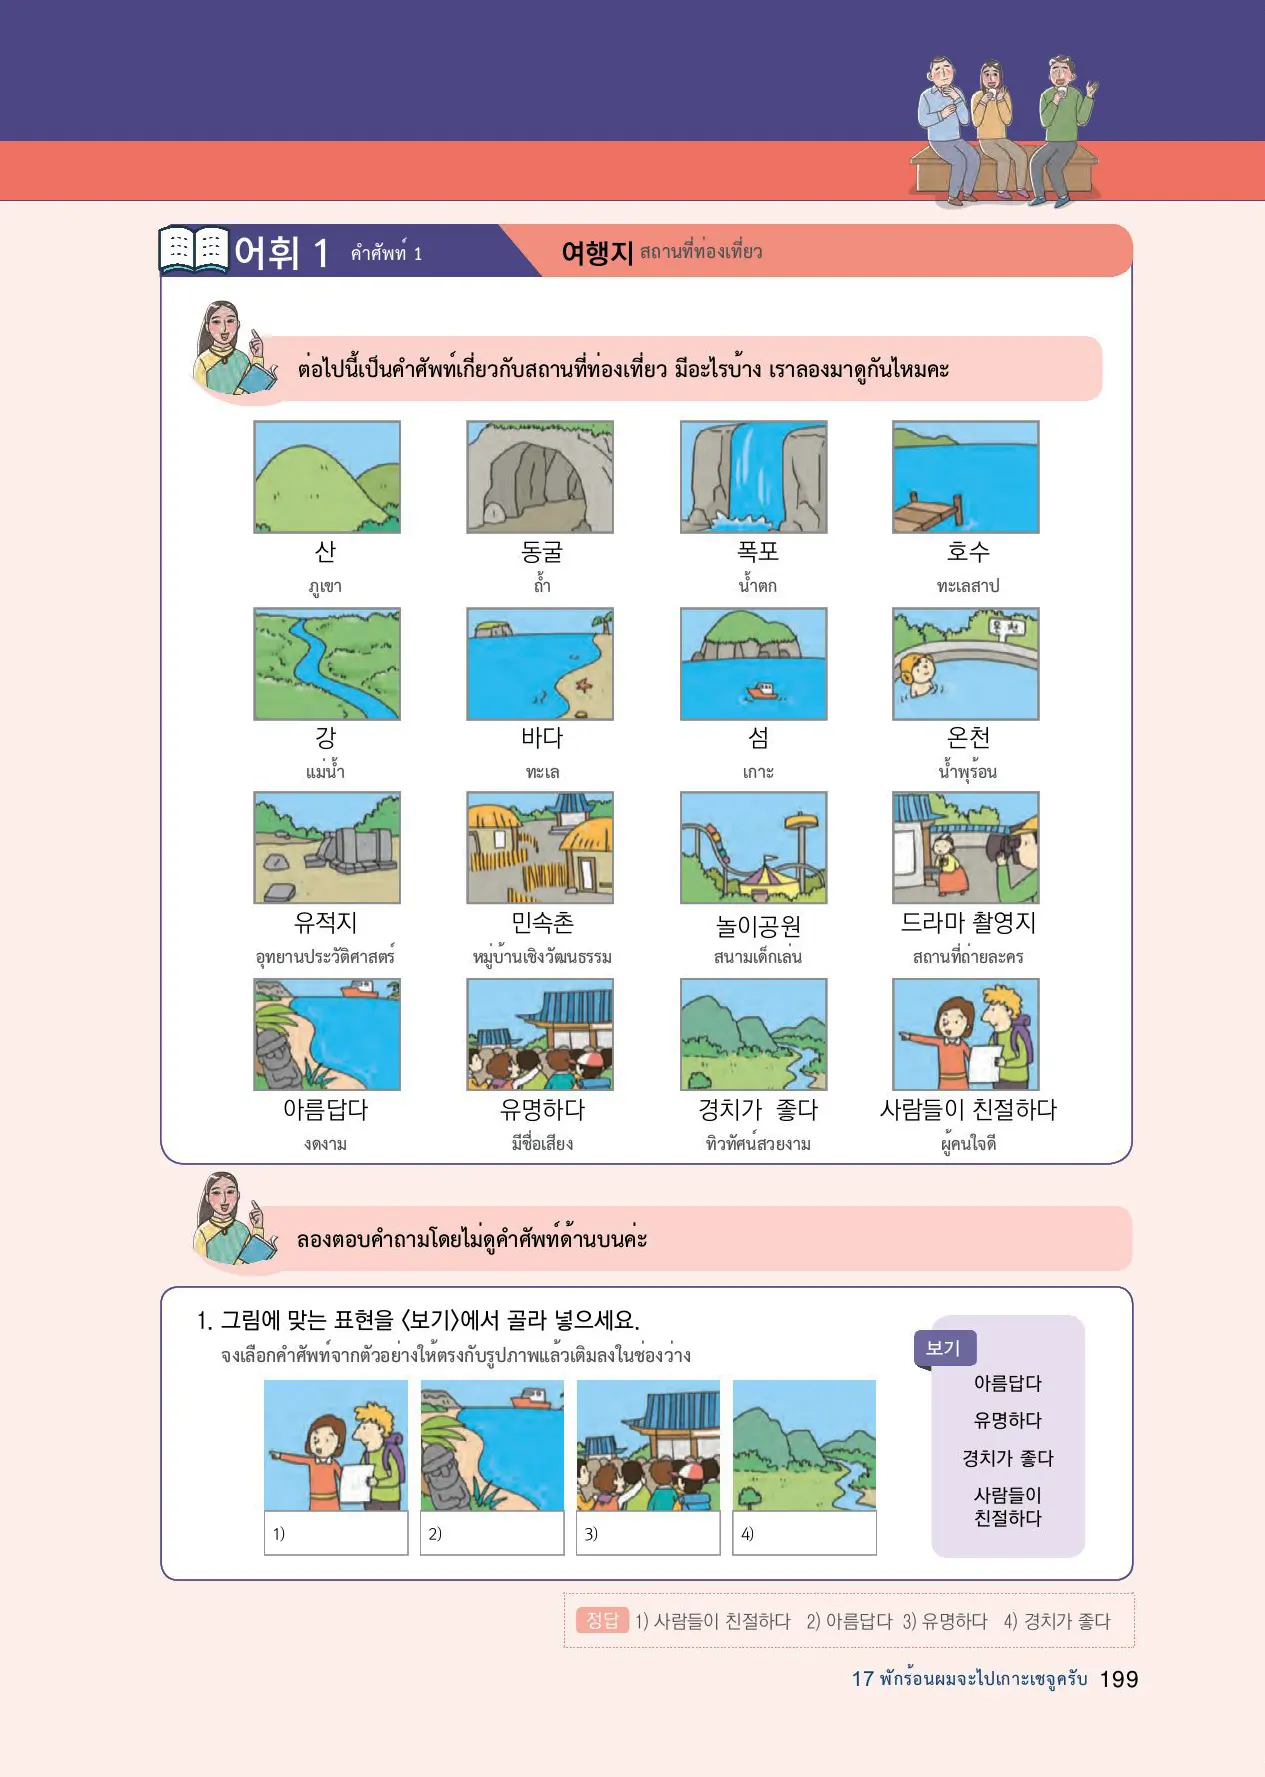 어휘 1 คำศัพท์ 1
여행지 สถานที่ท่องเที่ยว
ต่อไปนี้เป็นคำศัพท์เกี่ยวกับสถานที่ท่องเที่ยว มีอะไรบ้าง เราลองมาดูกันไหมคะ
산 동굴 폭포 호수
ภูเขา ถ้ำ น้ำตก ทะเลสาป
온천
강 바다 섬 온천
แม่น้ำ ทะเล เกาะ น้ำพุร้อน
유적지 민속촌 놀이공원 드라마 촬영지
อุทยานประวัติศาสตร์ หมู่บ้านเชิงวัฒนธรรม สนามเด็กเล่น สถานที่ถ่ายละคร
아름답다 유명하다 경치가 좋다 사람들이 친절하다
งดงาม มีชื่อเสียง ทิวทัศน์สวยงาม ผู้คนใจดี
ลองตอบคำถามโดยไม่ดูคำศัพท์ด้านบนค่ะ
1. 그림에 맞는 표현을 〈보기〉에서 골라 넣으세요.
จงเลือกคำศัพท์จากตัวอย่างให้ตรงกับรูปภาพแล้วเติมลงในช่องว่าง
1) 2) 3) 4)
보기
아름답다
유명하다
경치가 좋다
사람들이
친절하다
정답 1) 사람들이 친절하다 2) 아름답다 3) 유명하다 4) 경치가 좋다
17 พักร้อนผมจะไปเกาะเชจูครับ 199